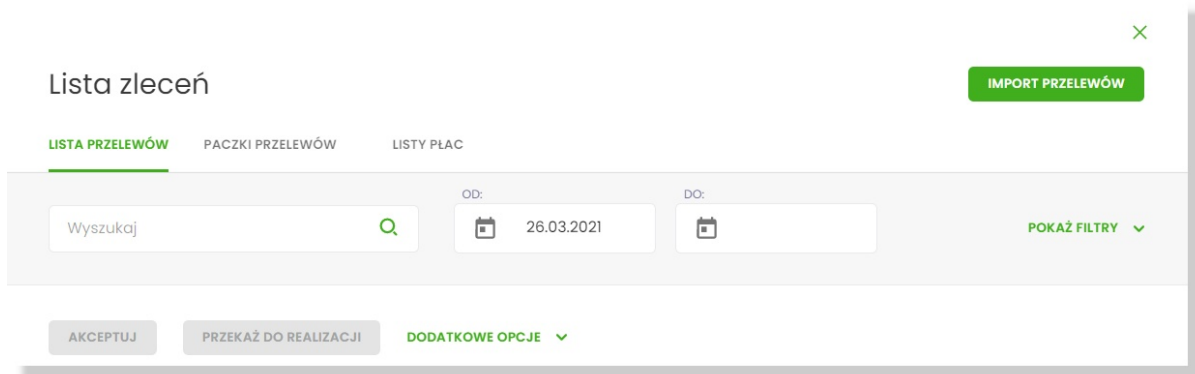 Lista zleceń
IMPORT PRZELEWÓW
LISTA PRZELEWÓW PACZKI PRZELEWÓW LISTY PŁAC
OD: DO:
Wyszukaj 26.03.2021 POKAŻ FILTRY
AKCEPTUJ PRZEKAŻ DO REALIZACJI DODATKOWE OPCJE